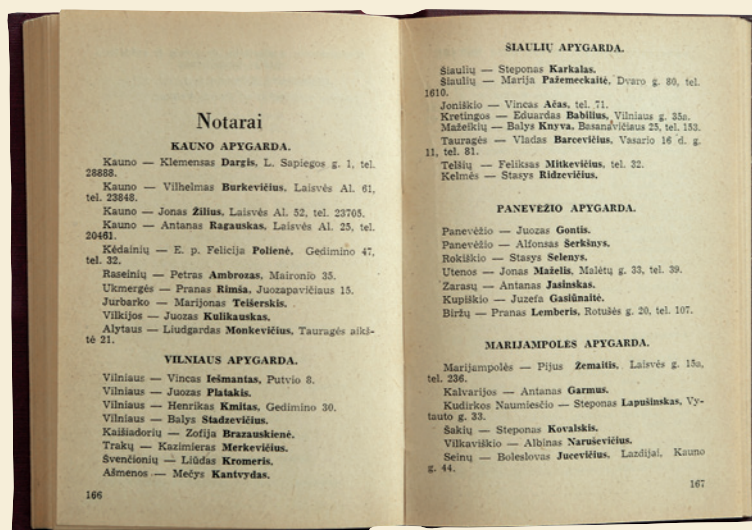 Notarai
KAUNO APYGARDA.
Kauno — Klemensas Dargis, L. Sapiegos g. 1, tel.
28888.
Kauno — Vilhelmas Burkevičius, Laisvės Al. 61,
tel. 23848.
Kauno — Jonas Žilius, Laisvės Al. 52, tel. 23705.
Kauno — Antanas Ragauskas, Laisvės Al. 25, tel.
20461.
Kėdainių — E. p. Felicija Polienė, Gedimino 47,
tel. 32.
Raseinių — Petras Ambrozas, Maironio 35.
Ukmergės — Pranas Rimša, Juozapavičiaus 15.
Jurbarko — Marijonas Teišerskis.
Vilkijos — Juozas Kulikauskas.
Alytaus — Liudgardas Monkevičius, Tauragės aikš-
tė 21.
VILNIAUS APYGARDA.
Vilniaus — Vincas Iešmantas, Putvio 8.
Vilniaus — Juozas Platakis.
Vilniaus — Henrikas Kmitas, Gedimino 30.
Vilniaus — Balys Stadzevičius.
Kaišiadorių — Zofija Brazauskienė.
Trakų — Kazimieras Merkevičius.
Švenčionių — Liūdas Kromeris.
Ašmenos — Mečys Kantvydas.
166
ŠIAULIŲ APYGARDA.
Šiaulių — Steponas Karkalas.
Šiaulių — Marija Pažemeckaitė, Dvaro g. 80, tel.
1610.
Joniškio — Vincas Ačas, tel. 71.
Kretingos — Eduardas Babilius, Vilniaus g. 35a.
Mažeikių — Balys Knyva, Basanavičiaus 25, tel. 153.
Tauragės — Vladas Barcevičius, Vasario 16 d. g.
11, tel. 81.
Telšių — Feliksas Mitkevičius, tel. 32.
Kelmės — Stasys Ridzevičius.
PANEVĖŽIO APYGARDA.
Panevėžio — Juozas Gontis.
Panevėžio — Alfonsas Šerkšnys.
Rokiškio — Stasys Selenys.
Utenos — Jonas Maželis, Malėtų g. 33, tel. 39.
Zarasų — Antanas Jasinskas.
Kupiškio — Juzefa Gasiūnaitė.
Biržų — Pranas Lemberis, Rotušės g. 20, tel. 107.
MARIJAMPOLĖS APYGARDA.
Marijampolės — Pijus Žemaitis, Laisvės g. 15a,
tel. 236.
Kalvarijos — Antanas Garmus.
Kudirkos Naumiesčio — Steponas Lapušinskas, Vy-
tauto g. 33.
Šakių — Steponas Kovalskis.
Vilkaviškio — Albinas Naruševičius.
Seinų — Boleslovas Jucevičius, Lazdijai, Kauno
g. 44.
167